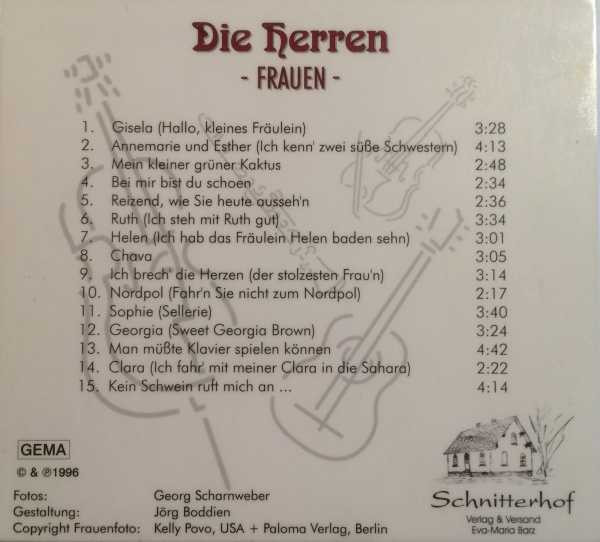 Die Herren
- FRAUEN -
1. Gisela (Hallo, kleines Fräulein) 3:28
2. Annemarie und Esther (Ich kenn' zwei süße Schwestern) 4:13
3. Mein kleiner grüner Kaktus 2:48
4. Bei mir bist du schoen 2:34
5. Reizend, wie Sie heuteausseh'n 2:36
6. Ruth (Ich steh mit Ruth gut) 3:34
7. Helen (Ich hab das Fräulein Helen baden sehn) 3:01
8. Chava 3:05
9. Ich brech' die Herzen (der stolzesten Frau'n) 3:14
10. Nordpol (Fahr'n Sie nicht zum Nordpol) 2:17
11. Sophie (Sellerie) 3:40
12. Georgia (Sweet Georgia Brown) 3:24
13. Man müßte Klavier spielen können 4:42
14. Clara (Ich fahr' mit meiner Clara in die Sahara) 2:22
15. Kein Schwein ruft mich an ... 4:14
GEMA
© & ℗ 1996
Fotos: Georg Scharnweber
Gestaltung: Jörg Boddien
Copyright Frauenfoto: Kelly Povo, USA + Paloma Verlag, Berlin
Schnitterhof
Verlag & Versand
Eva-Maria Barz